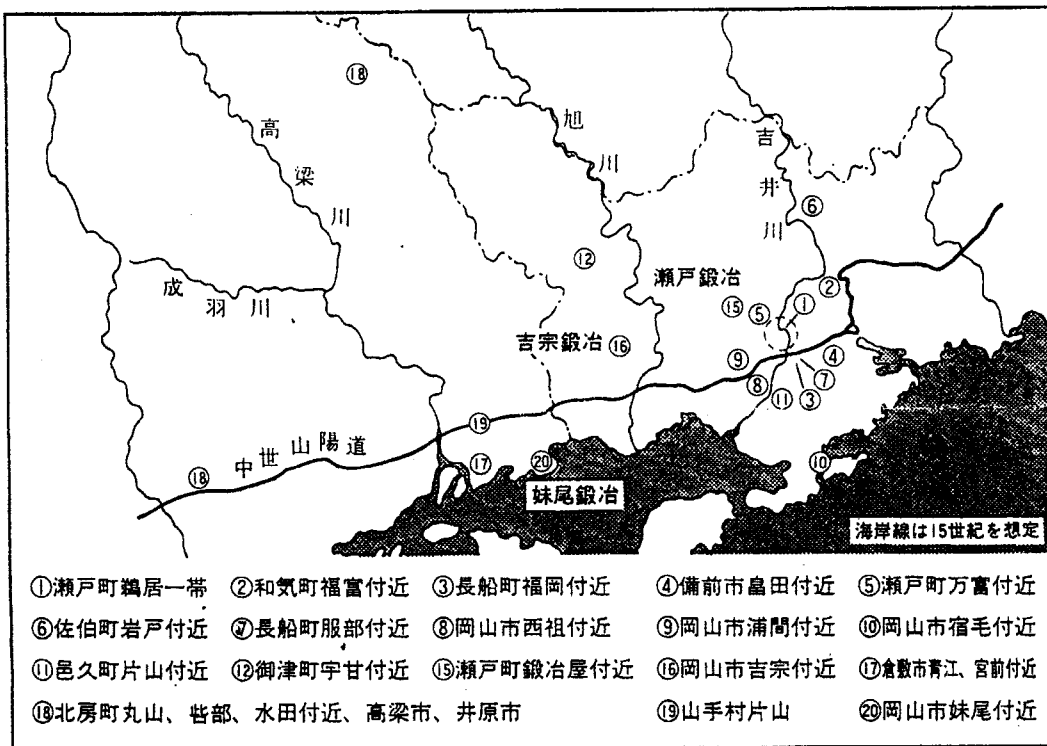 ⑱
高梁川
旭川
吉井川
⑥
⑫
成羽川
瀬戸鍛冶
⑮ ⑤ ① ②
吉宗鍛冶⑯
⑨ ④
⑧ ⑪ ③ ⑦
⑲
中世山陽道
⑱ ⑰ ⑳ ⑩
妹尾鍛冶
海岸線は15世紀を想定
①瀬戸町鵜居一帯 ②和気町福富付近 ③長船町福岡付近 ④備前市畠田付近 ⑤瀬戸町万富付近
⑥佐伯町岩戸付近 ⑦長船町服部付近 ⑧岡山市西祖付近 ⑨岡山市浦間付近 ⑩岡山市宿毛付近
⑪邑久町片山付近 ⑫御津町宇甘付近 ⑮瀬戸町鍛冶屋付近 ⑯岡山市吉宗付近 ⑰倉敷市青江、宮前付近
⑱北房町丸山、呰部、水田付近、高梁市、井原市 ⑲山手村片山 ⑳岡山市妹尾付近